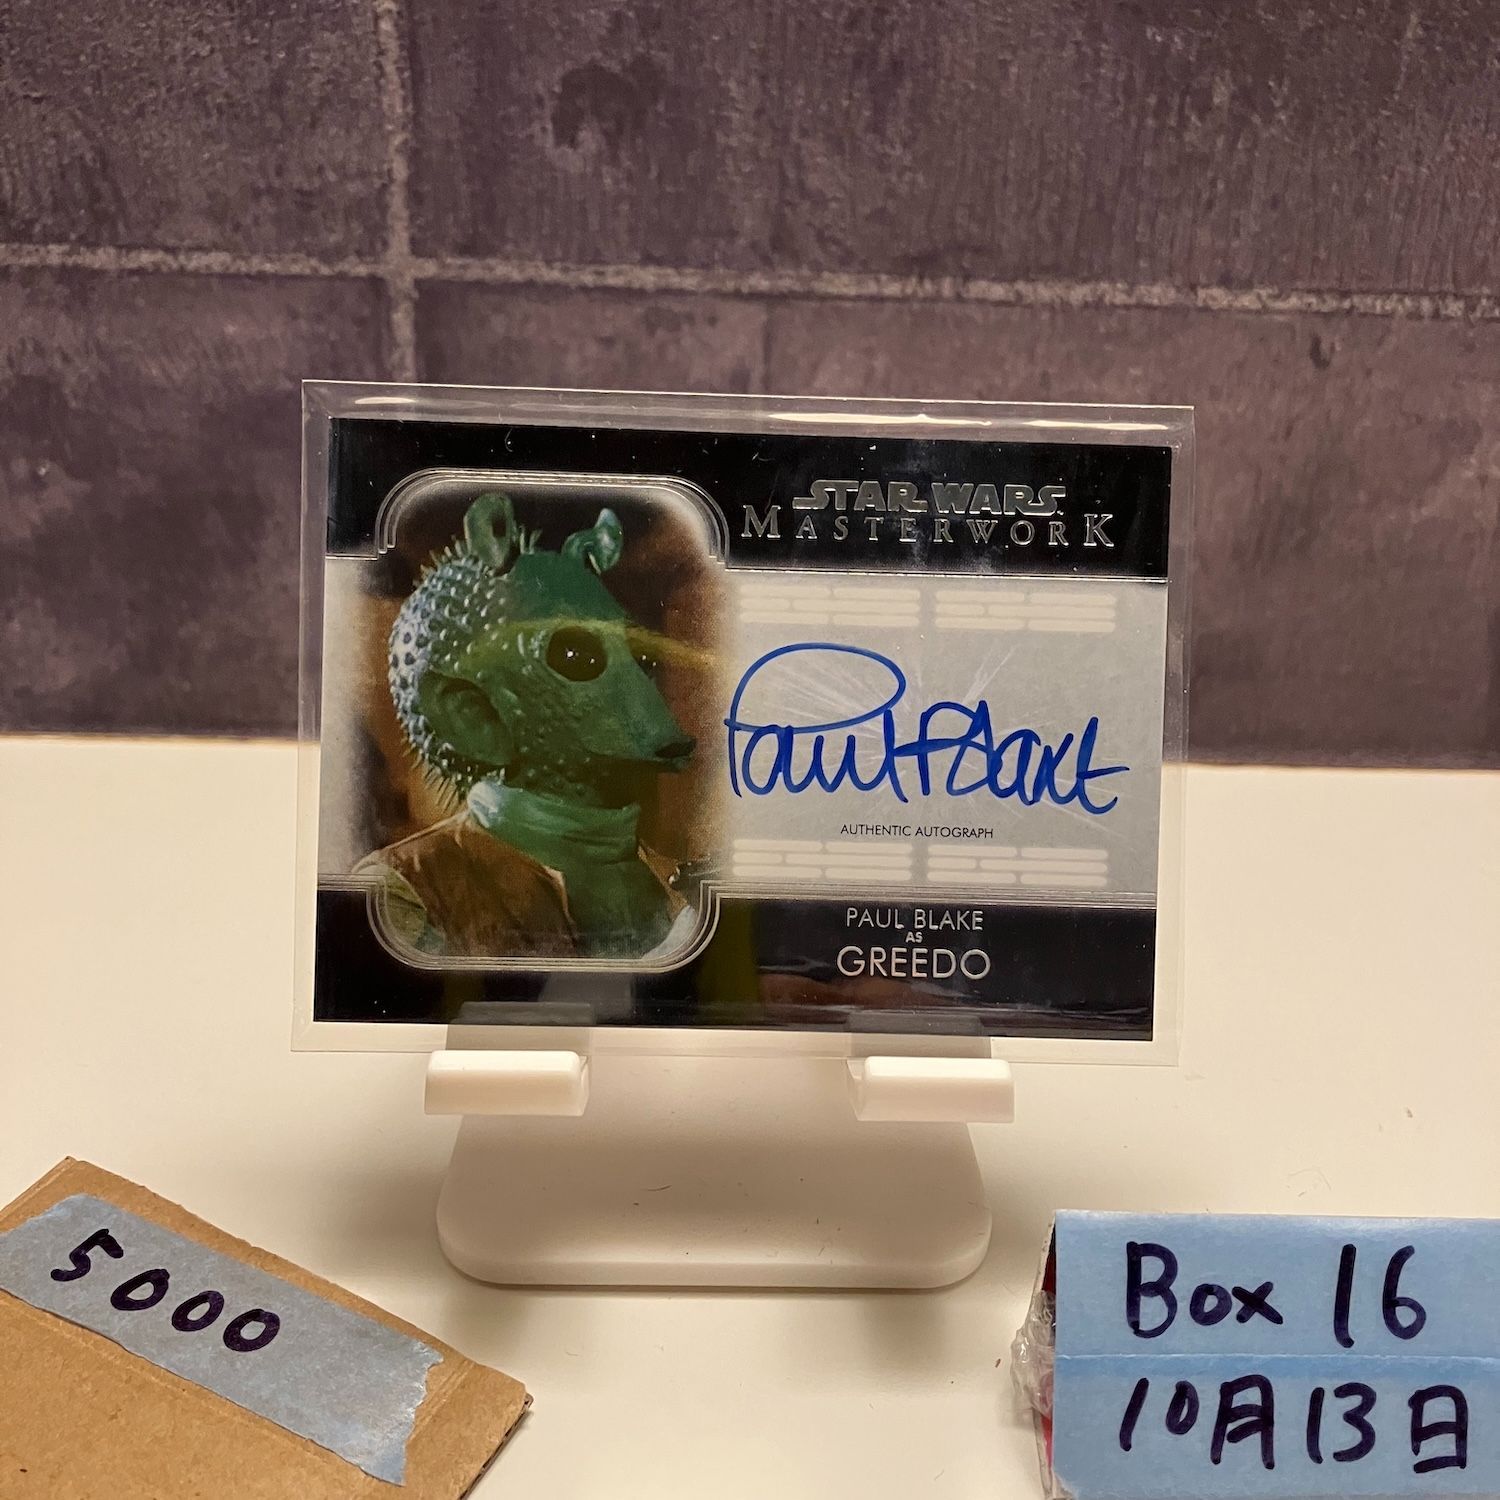 STAR WARS
MASTERWORK
Paul Blake
AUTHENTIC AUTOGRAPH
PAUL BLAKE
AS
GREEDO
5000
Box 16
10月13日